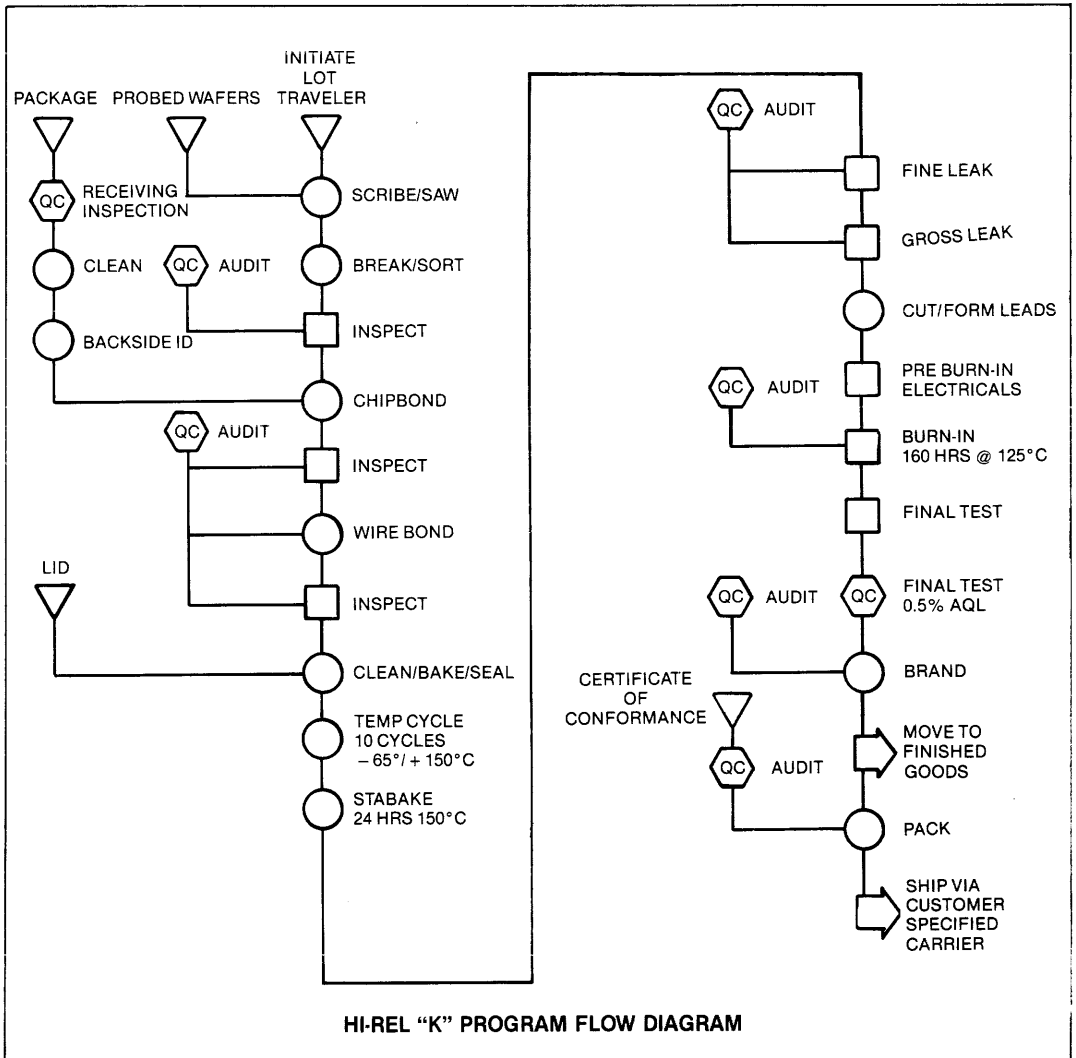 INITIATE
LOT
TRAVELER
PACKAGE
PROBED WAFERS
QC
RECEIVING
INSPECTION
SCRIBE/SAW
CLEAN
QC
AUDIT
BREAK/SORT
BACKSIDE ID
INSPECT
CHIPBOND
QC
AUDIT
INSPECT
WIRE BOND
LID
INSPECT
CLEAN/BAKE/SEAL
TEMP CYCLE
10 CYCLES
– 65°/ + 150°C
STABAKE
24 HRS 150°C
QC
AUDIT
FINE LEAK
GROSS LEAK
CUT/FORM LEADS
QC
AUDIT
PRE BURN-IN
ELECTRICALS
BURN-IN
160 HRS @ 125°C
FINAL TEST
QC
AUDIT
QC
FINAL TEST
0.5% AQL
BRAND
CERTIFICATE
OF
CONFORMANCE
MOVE TO
FINISHED
GOODS
QC
AUDIT
PACK
SHIP VIA
CUSTOMER
SPECIFIED
CARRIER
HI-REL “K” PROGRAM FLOW DIAGRAM